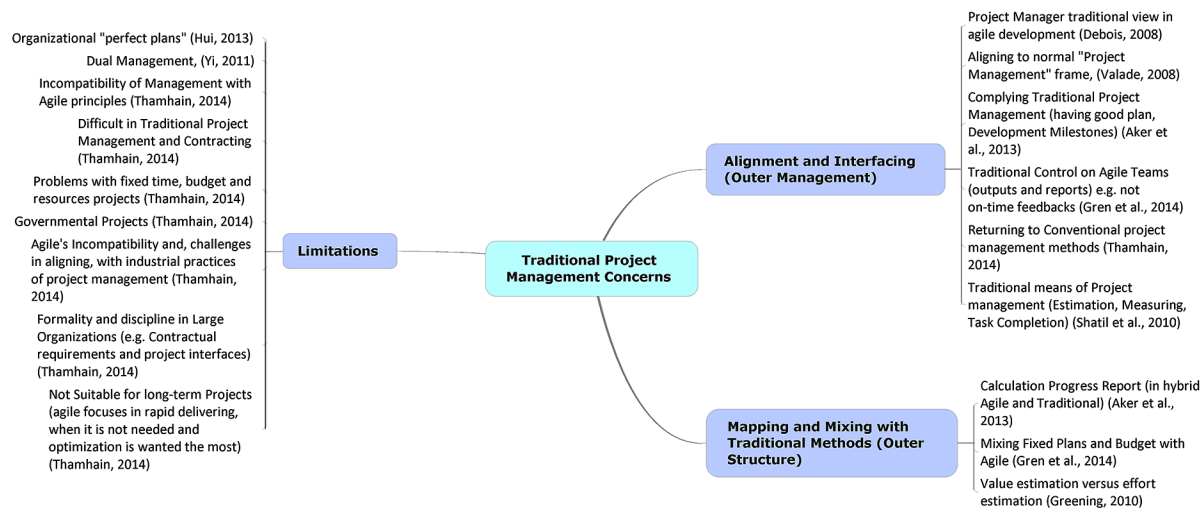 Organizational "perfect plans" (Hui, 2013)
Dual Management, (Yi, 2011)
Incompatibility of Management with
Agile principles (Thamhain, 2014)
Difficult in Traditional Project
Management and Contracting
(Thamhain, 2014)
Problems with fixed time, budget and
resources projects (Thamhain, 2014)
Governmental Projects (Thamhain, 2014)
Agile's Incompatibility and, challenges
in aligning, with industrial practices
of project management (Thamhain,
2014)
Formality and discipline in Large
Organizations (e.g. Contractual
requirements and project interfaces)
(Thamhain, 2014)
Not Suitable for long-term Projects
(agile focuses in rapid delivering,
when it is not needed and
optimization is wanted the most)
(Thamhain, 2014)
Limitations
Traditional Project
Management Concerns
Alignment and Interfacing
(Outer Management)
Project Manager traditional view in
agile development (Debois, 2008)
Aligning to normal "Project
Management" frame, (Valade, 2008)
Complying Traditional Project
Management (having good plan,
Development Milestones) (Aker et
al., 2013)
Traditional Control on Agile Teams
(outputs and reports) e.g. not
on-time feedbacks (Gren et al., 2014)
Returning to Conventional project
management methods (Thamhain,
2014)
Traditional means of Project
management (Estimation, Measuring,
Task Completion) (Shatil et al., 2010)
Mapping and Mixing with
Traditional Methods (Outer
Structure)
Calculation Progress Report (in hybrid
Agile and Traditional) (Aker et al.,
2013)
Mixing Fixed Plans and Budget with
Agile (Gren et al., 2014)
Value estimation versus effort
estimation (Greening, 2010)